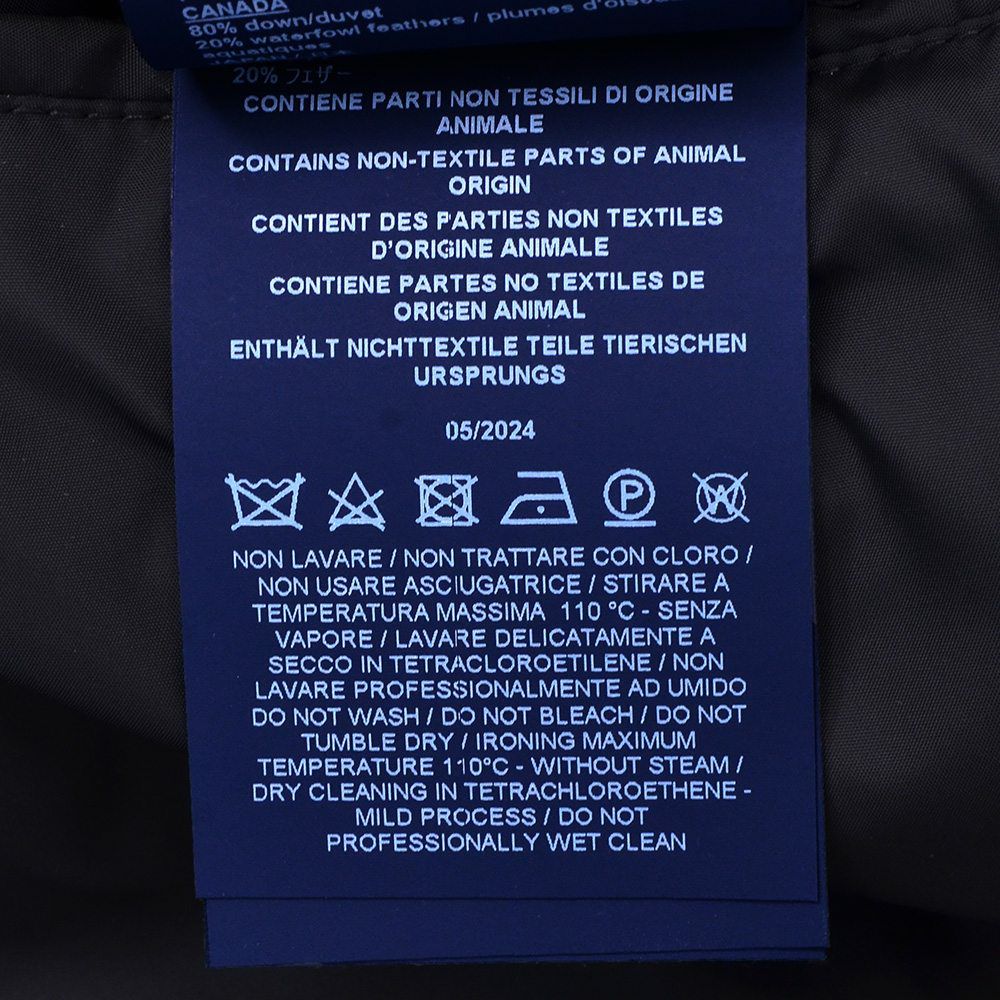 CANADA
80% down/duvet
20% waterfowl feathers / plumes d'oiseaux
aquatiques
20% フェザー
CONTIENE PARTI NON TESSILI DI ORIGINE
ANIMALE
CONTAINS NON-TEXTILE PARTS OF ANIMAL
ORIGIN
CONTIENT DES PARTIES NON TEXTILES
D'ORIGINE ANIMALE
CONTIENE PARTES NO TEXTILES DE
ORIGEN ANIMAL
ENTHÄLT NICHTTEXTILE TEILE TIERISCHEN
URSPRUNGS
05/2024
P
W
NON LAVARE / NON TRATTARE CON CLORO /
NON USARE ASCIUGATRICE / STIRARE A
TEMPERATURA MASSIMA 110 °C - SENZA
VAPORE / LAVARE DELICATAMENTE A
SECCO IN TETRACLOROETILENE / NON
LAVARE PROFESSIONALMENTE AD UMIDO
DO NOT WASH / DO NOT BLEACH / DO NOT
TUMBLE DRY / IRONING MAXIMUM
TEMPERATURE 110°C - WITHOUT STEAM /
DRY CLEANING IN TETRACHLOROETHENE -
MILD PROCESS / DO NOT
PROFESSIONALLY WET CLEAN